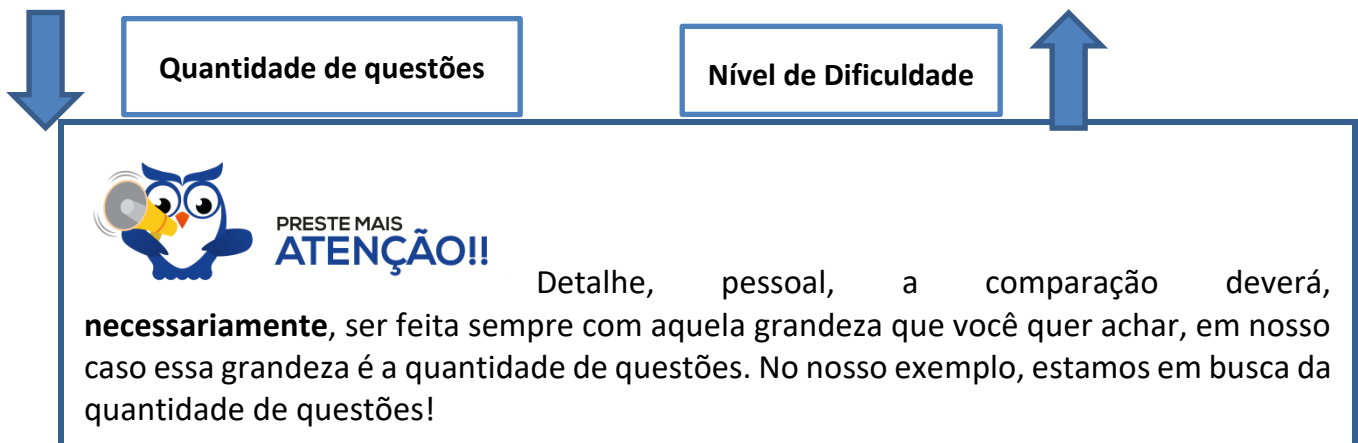 Quantidade de questões
Nível de Dificuldade
PRESTE MAIS
ATENÇÃO!!
Detalhe, pessoal, a comparação deverá,
necessariamente, ser feita sempre com aquela grandeza que você quer achar, em nosso
caso essa grandeza é a quantidade de questões. No nosso exemplo, estamos em busca da
quantidade de questões!